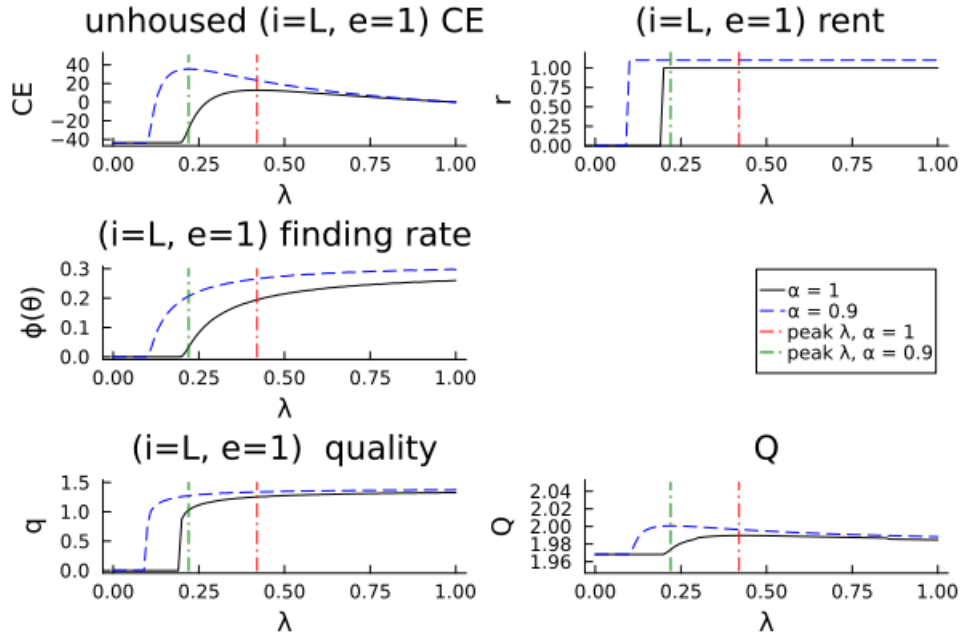 unhoused (i=L, e=1) CE
CE
40
20
0
−20
−40
0.00 0.25 0.50 0.75 1.00
λ
(i=L, e=1) rent
r
1.00
0.75
0.50
0.25
0.00
0.00 0.25 0.50 0.75 1.00
λ
(i=L, e=1) finding rate
ϕ(θ)
0.3
0.2
0.1
0.0
0.00 0.25 0.50 0.75 1.00
λ
α = 1
α = 0.9
peak λ, α = 1
peak λ, α = 0.9
(i=L, e=1) quality
q
1.5
1.0
0.5
0.0
0.00 0.25 0.50 0.75 1.00
λ
Q
Q
2.04
2.02
2.00
1.98
1.96
0.00 0.25 0.50 0.75 1.00
λ